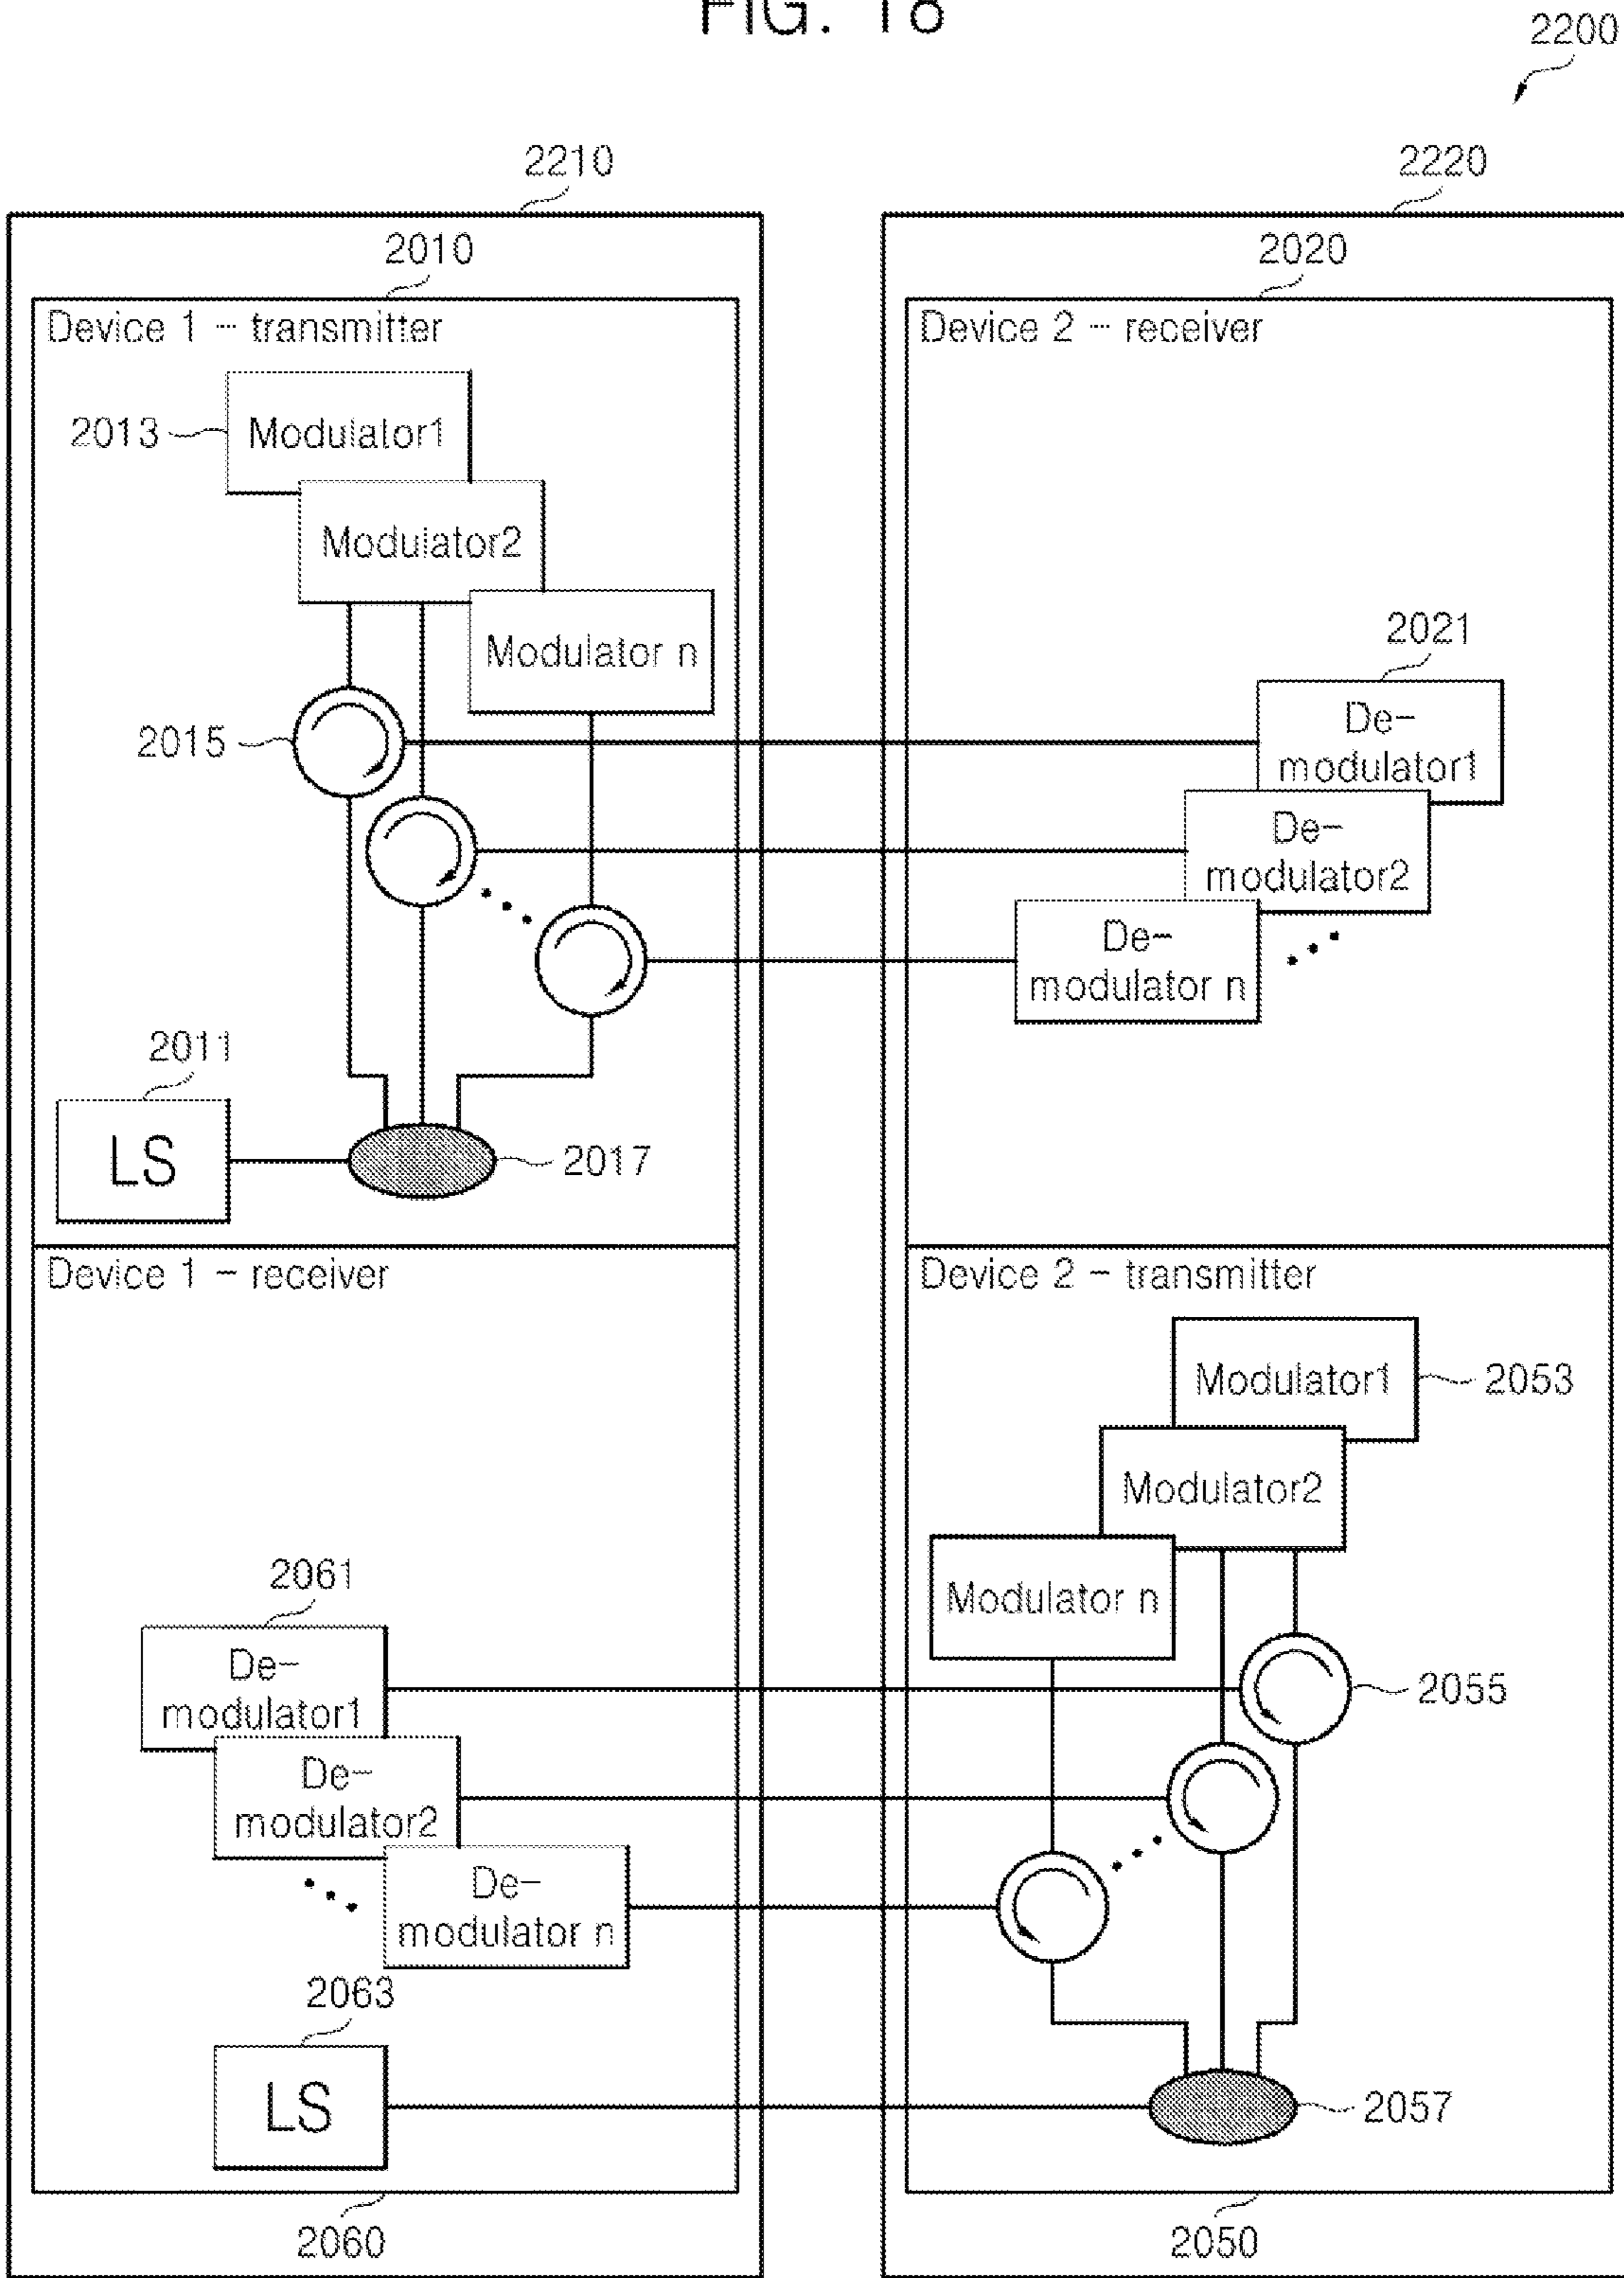 FIG. 18
2200
2210
2220
2010
2020
Device 1 - transmitter
Device 2 - receiver
2013
Modulator1
Modulator2
Modulator n
2015
2021
De-
modulator1
De-
modulator2
De-
modulator n
2011
LS
2017
Device 1 - receiver
Device 2 - transmitter
Modulator1
2053
Modulator2
Modulator n
2061
De-
modulator1
2055
De-
modulator2
De-
modulator n
2063
LS
2057
2060
2050